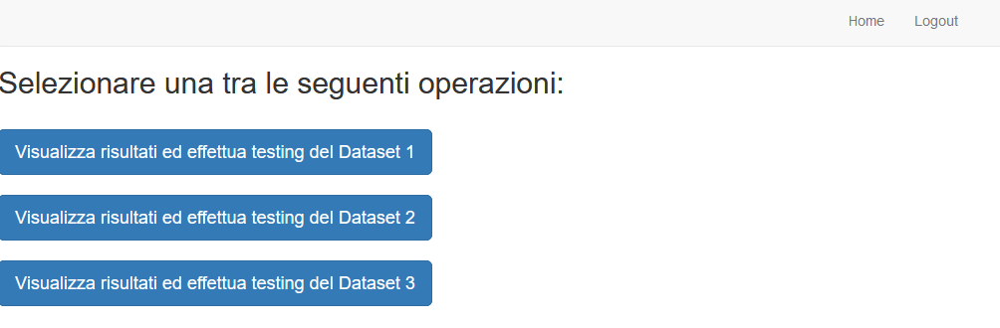 Home Logout
Selezionare una tra le seguenti operazioni:
Visualizza risultati ed effettua testing del Dataset 1
Visualizza risultati ed effettua testing del Dataset 2
Visualizza risultati ed effettua testing del Dataset 3